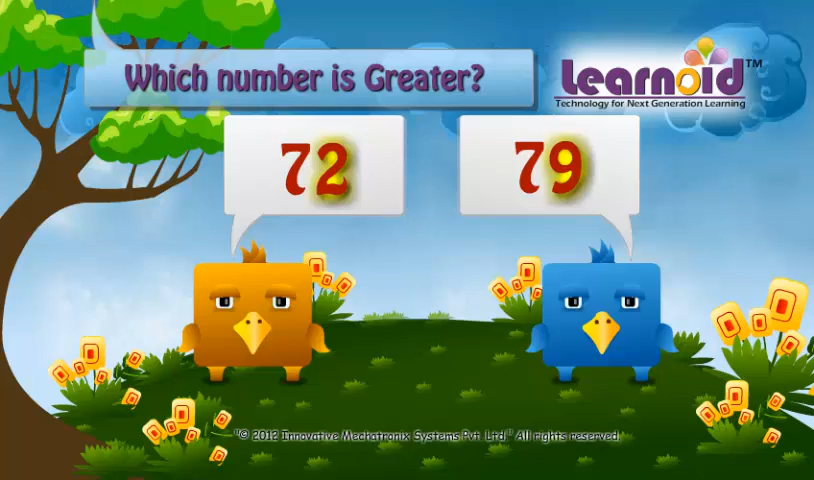 Which number is Greater?
Learnoid™
Technology for Next Generation Learning
72
79
"© 2012 Innovative Mechatronix Systems Pvt. Ltd." All rights reserved.